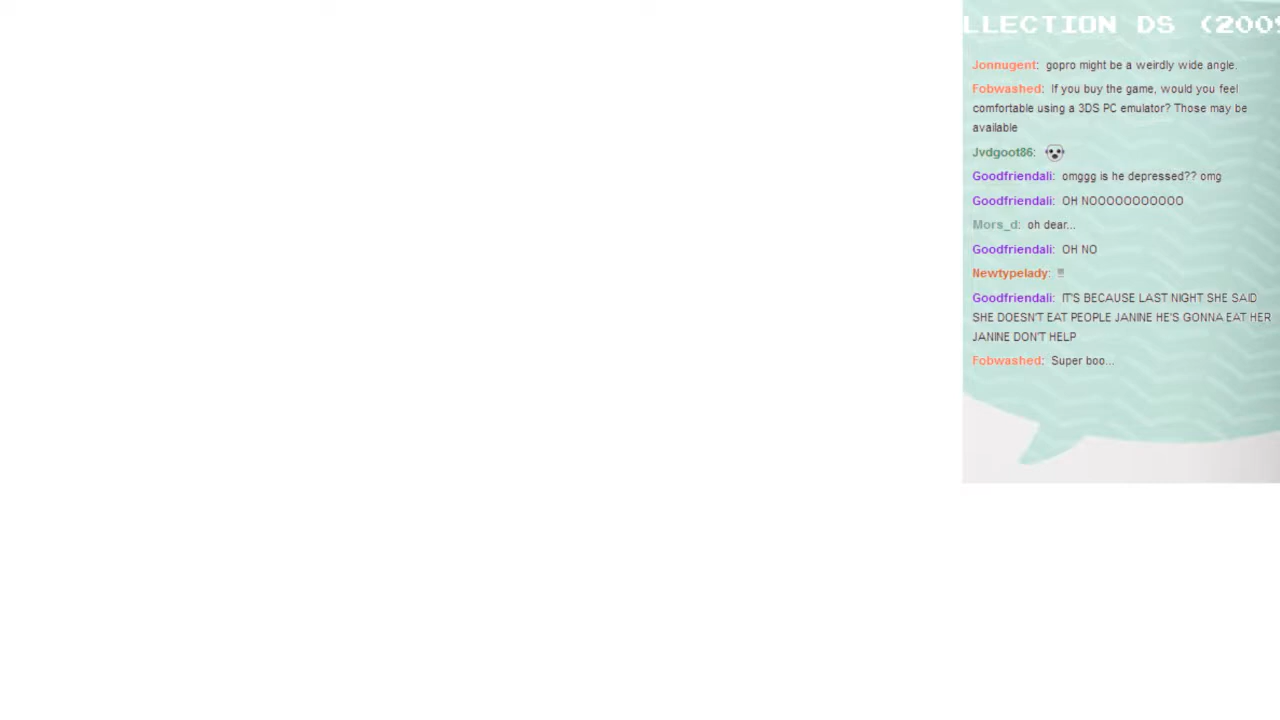 LLECTION DS (2009
Jonnugent: gopro might be a weirdly wide angle.
Fobwashed: If you buy the game, would you feel
comfortable using a 3DS PC emulator? Those may be
available
Jvdgoot86:
Goodfriendali: omggg is he depressed?? omg
Goodfriendali: OH NOOOOOOOOOOO
Mors_d: oh dear...
Goodfriendali: OH NO
Newtypelady: !!
Goodfriendali: IT'S BECAUSE LAST NIGHT SHE SAID
SHE DOESN'T EAT PEOPLE JANINE HE'S GONNA EAT HER
JANINE DON'T HELP
Fobwashed: Super boo...